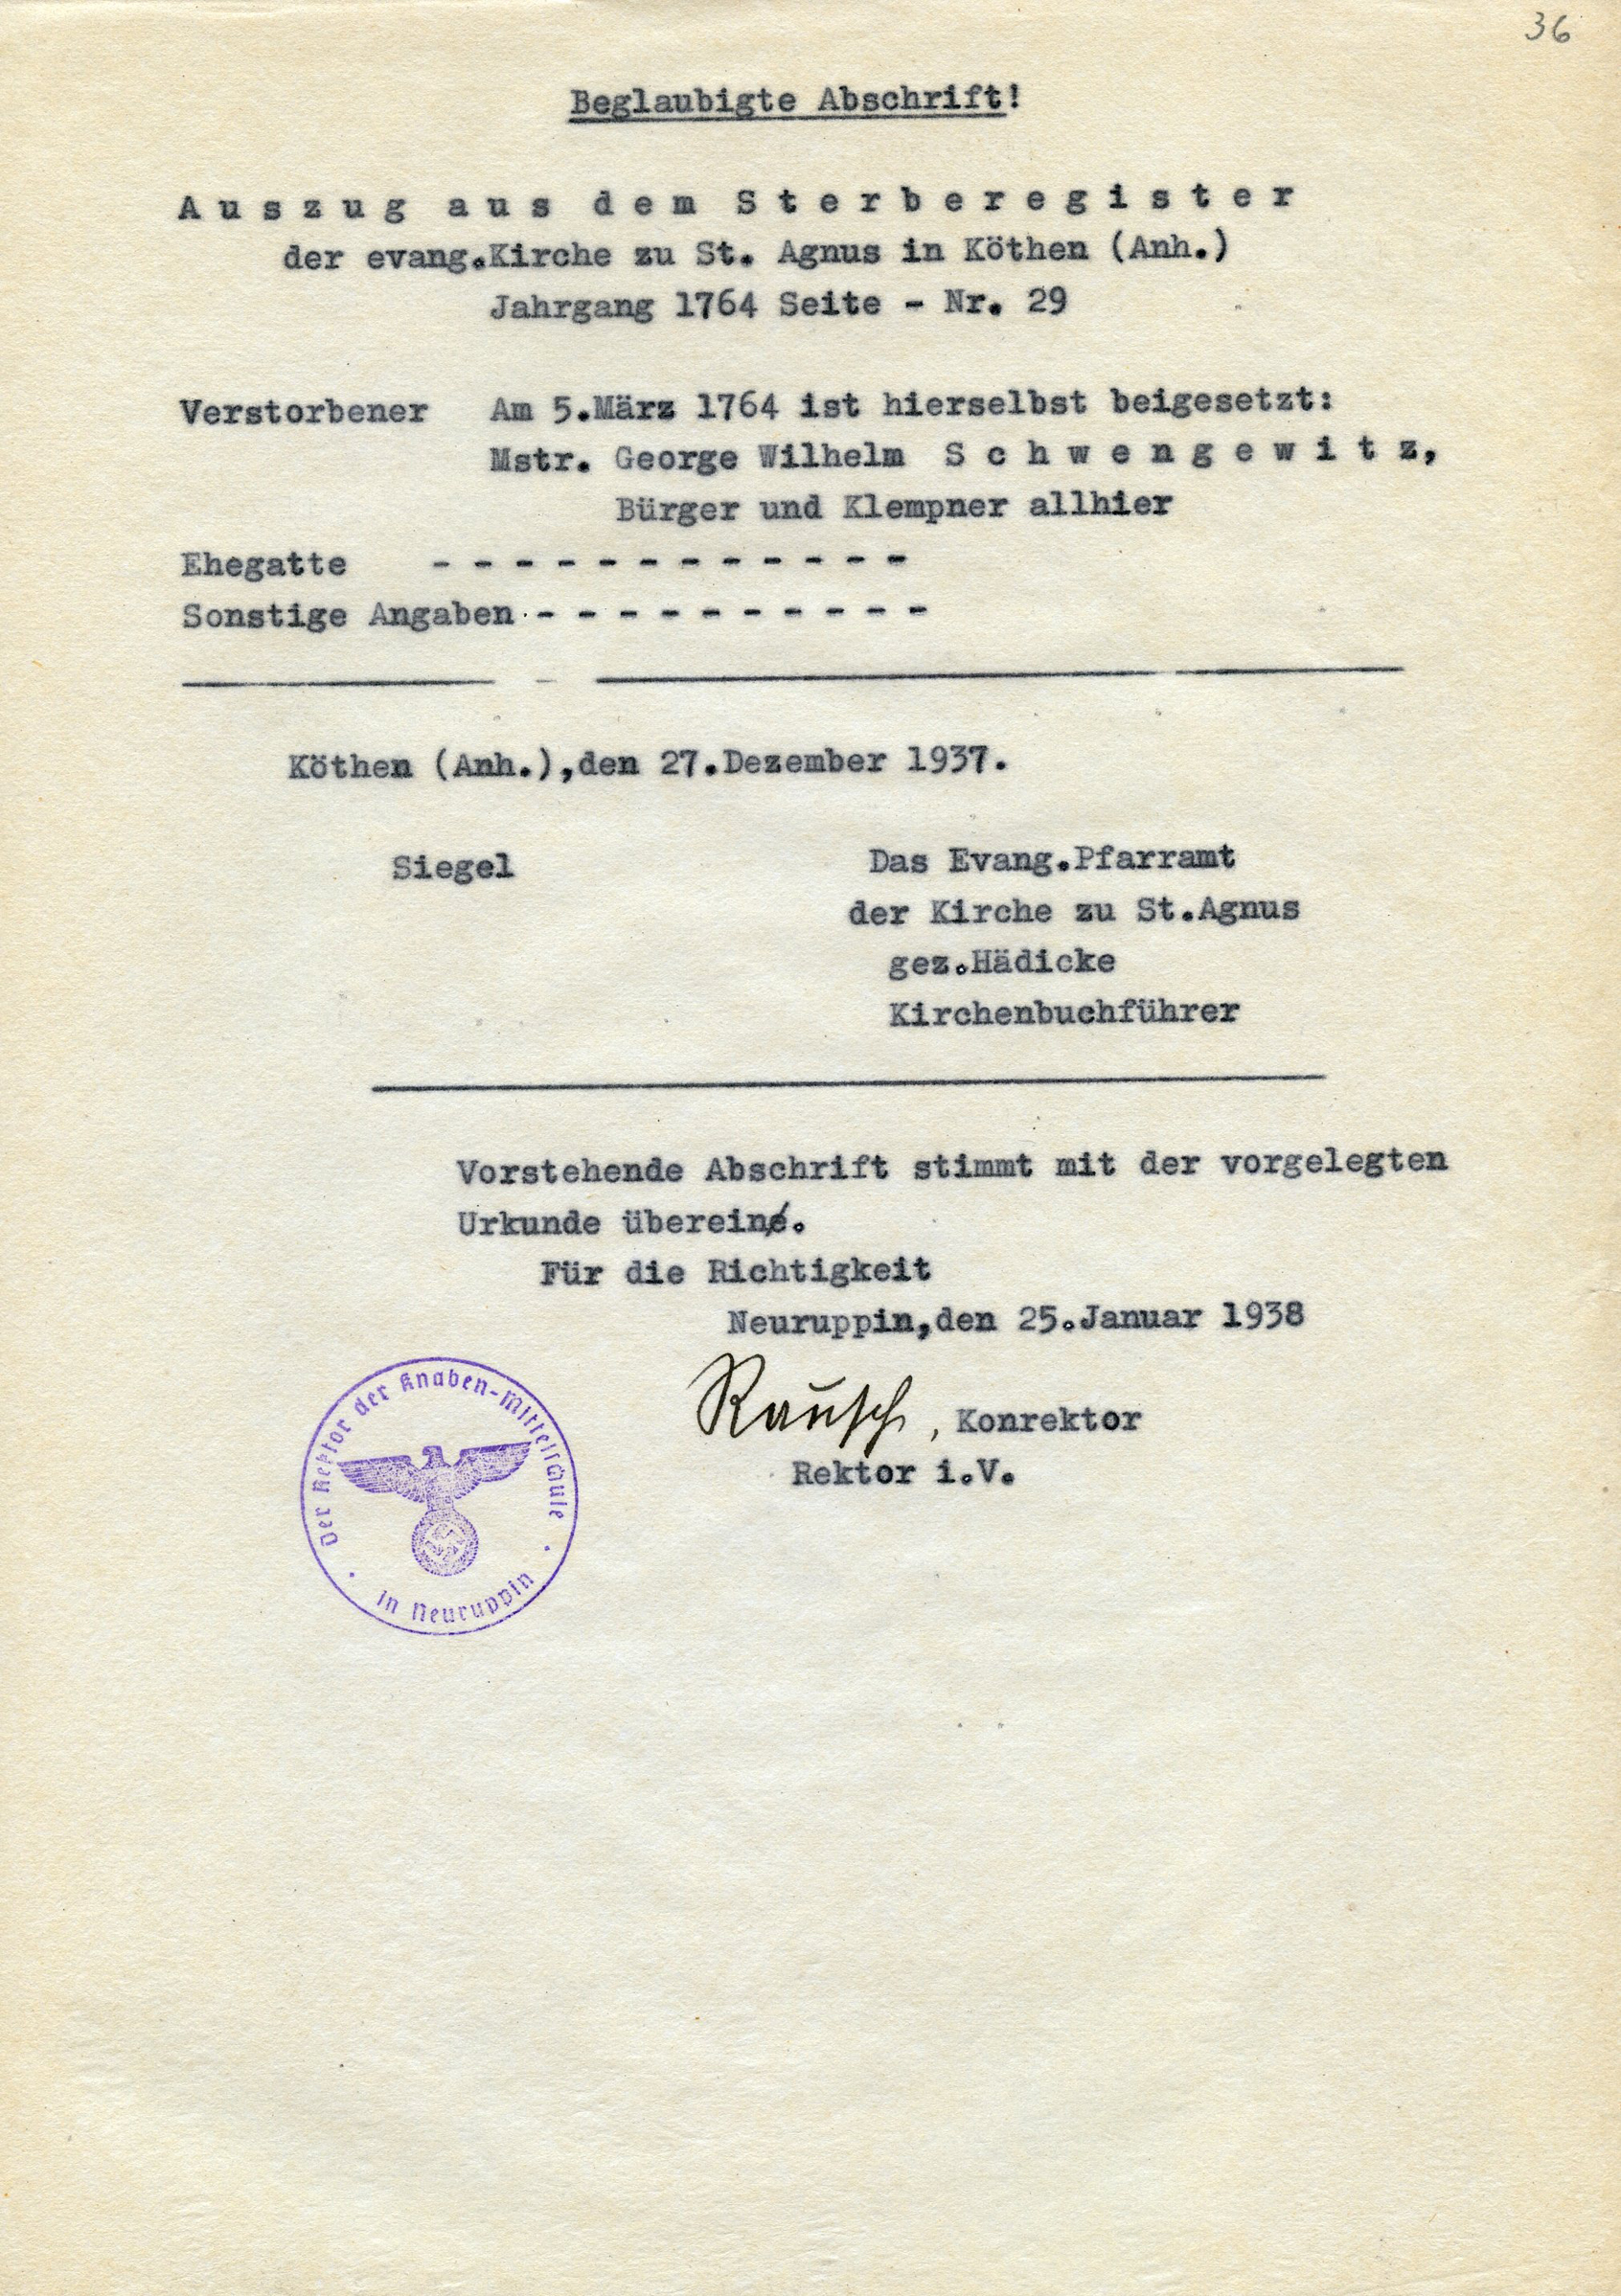 36
Beglaubigte Abschrift!
Auszug aus dem Sterberegister
der evang.Kirche zu St. Agnus in Köthen (Anh.)
Jahrgang 1764 Seite - Nr. 29
Verstorbener Am 5.März 1764 ist hierselbst beigesetzt:
Mstr. George Wilhelm Schwengewitz,
Bürger und Klempner allhier
Ehegatte - - - - - - - - - - - -
Sonstige Angaben - - - - - - - - - -
Köthen (Anh.),den 27.Dezember 1937.
Siegel Das Evang.Pfarramt
der Kirche zu St.Agnus
gez.Hädicke
Kirchenbuchführer
Vorstehende Abschrift stimmt mit der vorgelegten
Urkunde überein.
Für die Richtigkeit
Neuruppin,den 25.Januar 1938
Rausch, Konrektor
Rektor i.V.
Der Rektor der Knaben-Mittelschule
in Neuruppin